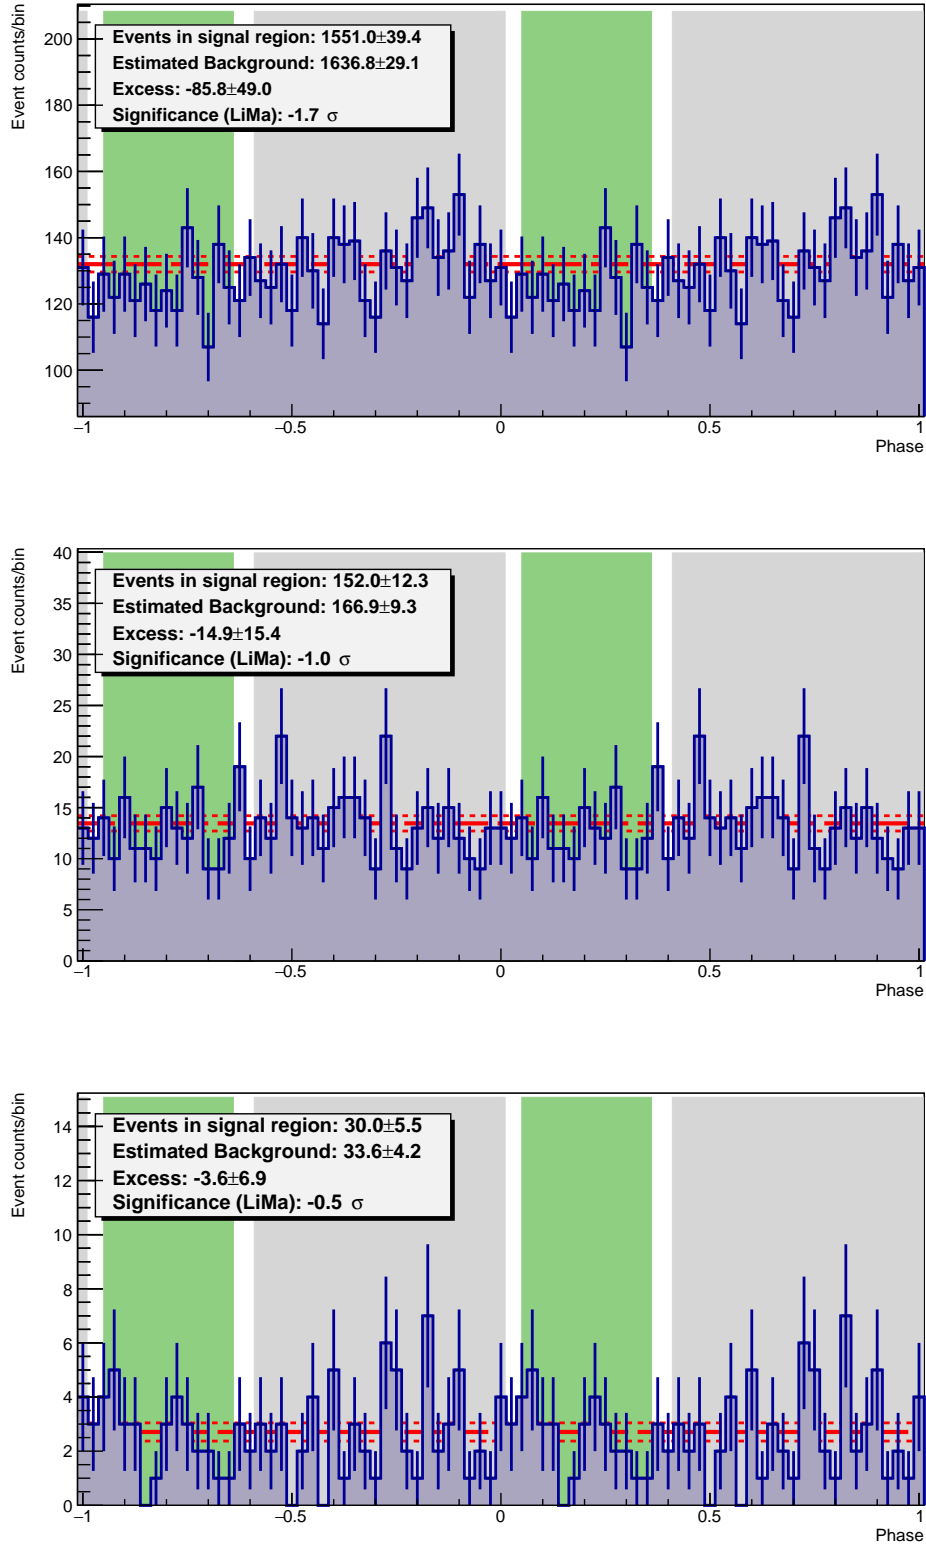 Event counts/bin
200
180
160
140
120
100
Events in signal region: 1551.0±39.4
Estimated Background: 1636.8±29.1
Excess: -85.8±49.0
Significance (LiMa): -1.7 σ
−1 −0.5 0 0.5 1
Phase
Event counts/bin
40
35
30
25
20
15
10
5
0
Events in signal region: 152.0±12.3
Estimated Background: 166.9±9.3
Excess: -14.9±15.4
Significance (LiMa): -1.0 σ
−1 −0.5 0 0.5 1
Phase
Event counts/bin
14
12
10
8
6
4
2
0
Events in signal region: 30.0±5.5
Estimated Background: 33.6±4.2
Excess: -3.6±6.9
Significance (LiMa): -0.5 σ
−1 −0.5 0 0.5 1
Phase